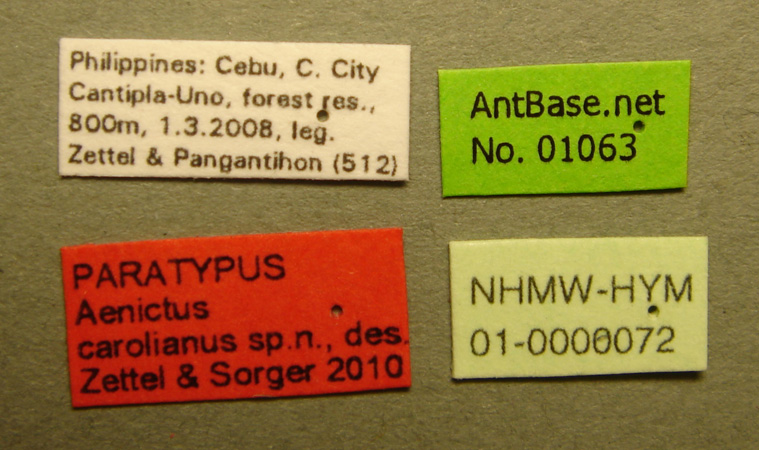 Philippines: Cebu, C. City
Cantipla-Uno, forest res.,
800m, 1.3.2008, leg.
Zettel & Pangantihon (512)
AntBase.net
No. 01063
PARATYPUS
Aenictus
carolianus sp.n., des.
Zettel & Sorger 2010
NHMW-HYM
01-0000072